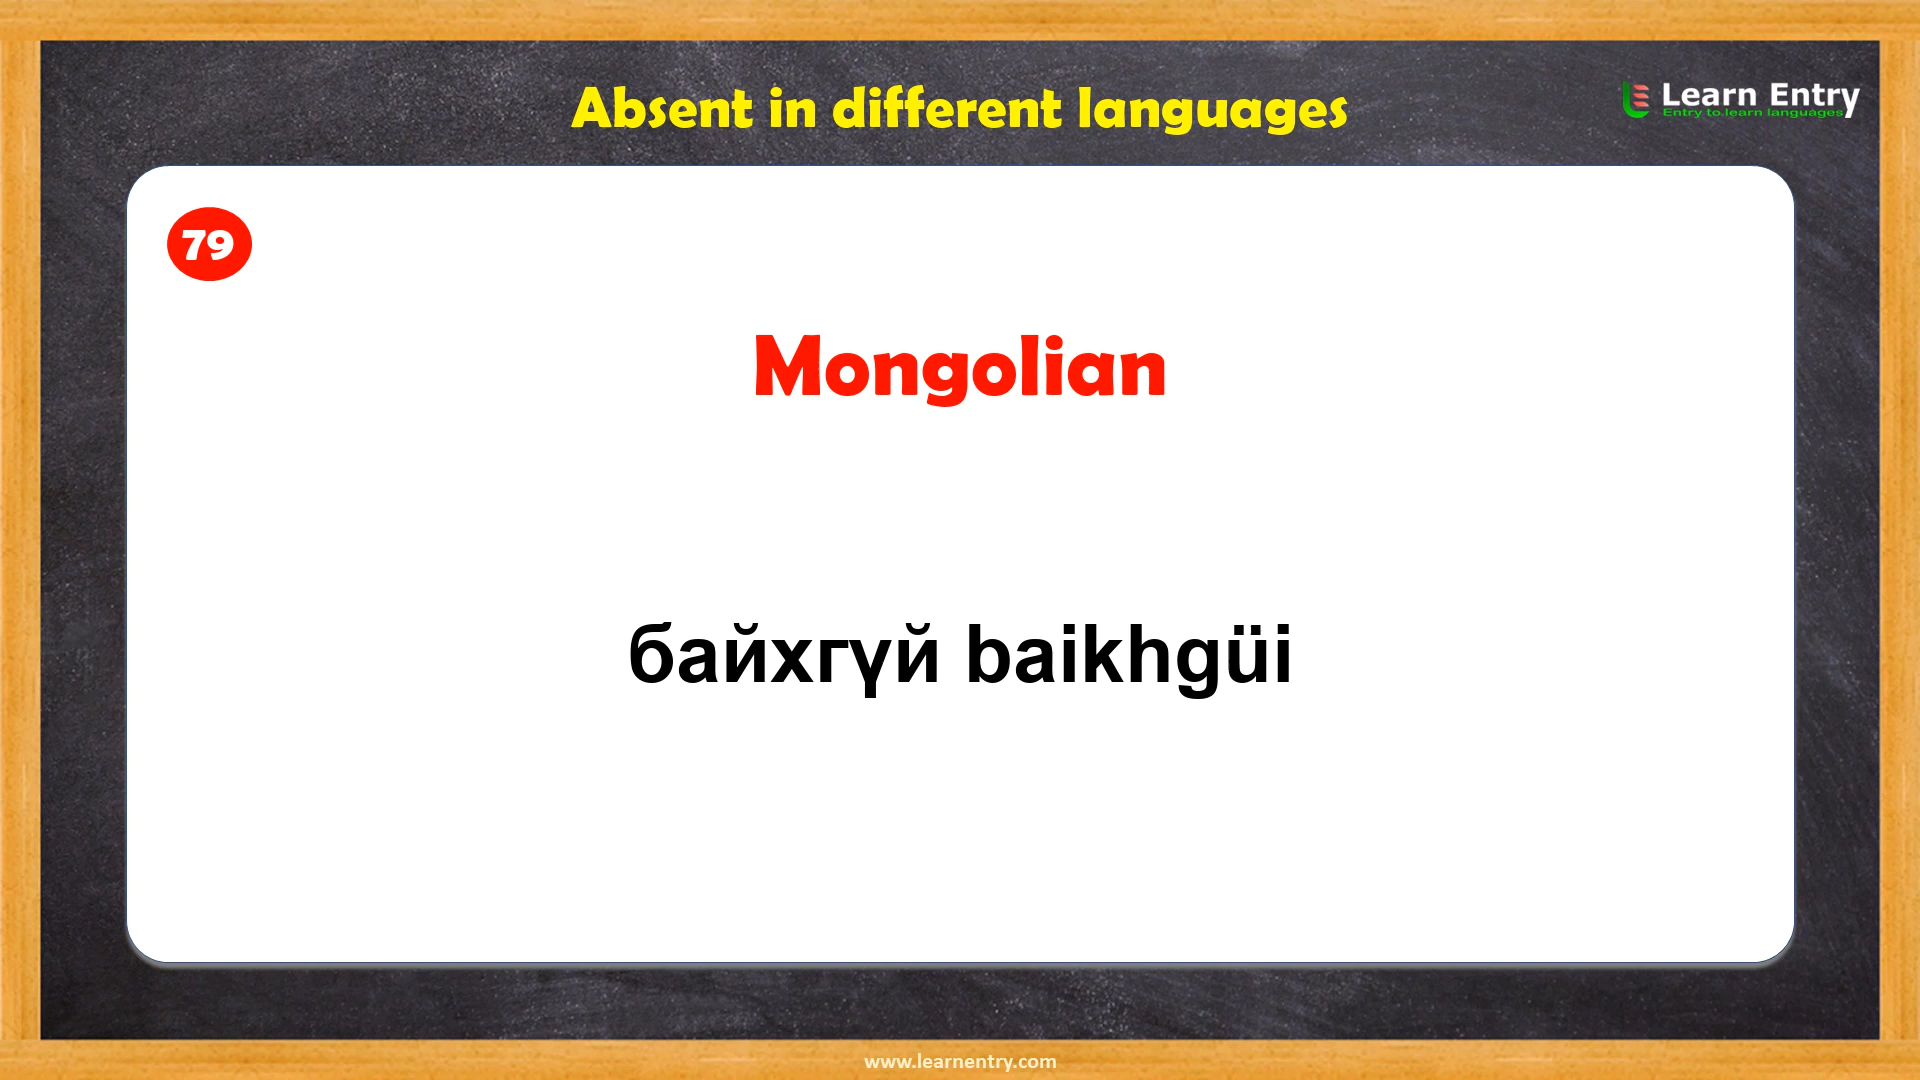 Absent in different languages
Learn Entry
Entry to learn languages
79
Mongolian
байхгүй baikhgüi
www.learnentry.com